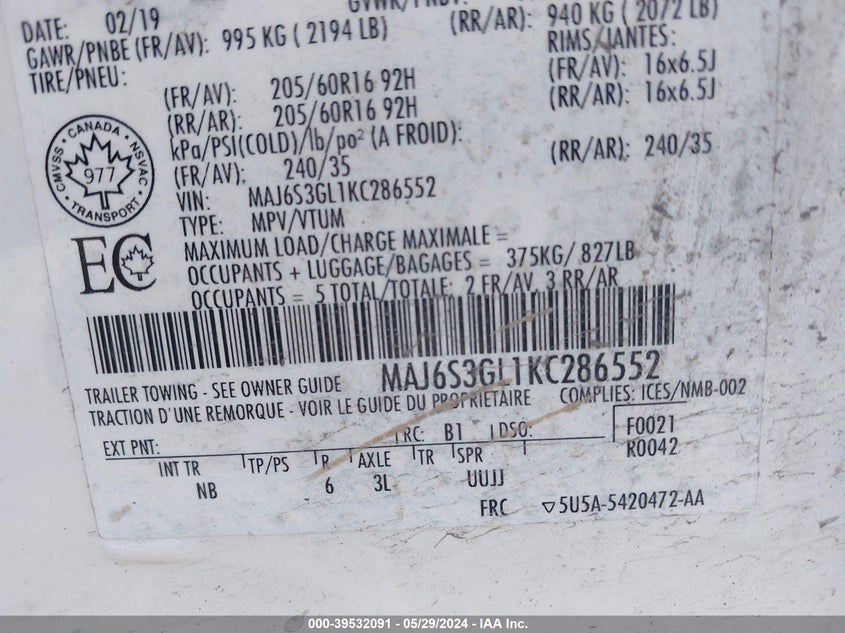 DATE: 02/19
GAWR/PNBE (FR/AV): 995 KG ( 2194 LB) (RR/AR): 940 KG ( 2072 LB)
TIRE/PNEU: RIMS/JANTES:
(FR/AV): 205/60R16 92H (FR/AV): 16x6.5J
(RR/AR): 205/60R16 92H (RR/AR): 16x6.5J
kPa/PSI(COLD)/lb/po² (A FROID):
(FR/AV): 240/35 (RR/AR): 240/35
CANADA
CMVSS NSVAC
977
TRANSPORT
VIN: MAJ6S3GL1KC286552
TYPE: MPV/VTUM
EC
MAXIMUM LOAD/CHARGE MAXIMALE =
OCCUPANTS + LUGGAGE/BAGAGES = 375KG/ 827LB
OCCUPANTS = 5 TOTAL/TOTALE: 2 FR/AV, 3 RR/AR
MAJ6S3GL1KC286552
TRAILER TOWING - SEE OWNER GUIDE COMPLIES: ICES/NMB-002
TRACTION D'UNE REMORQUE - VOIR LE GUIDE DU PROPRIETAIRE
EXT PNT: RC: B1 DSO: F0021
R0042
INT TR TP/PS R AXLE TR SPR
NB 6 3L UUJJ
FRC 5U5A-5420472-AA
000-39532091 - 05/29/2024 - IAA Inc.